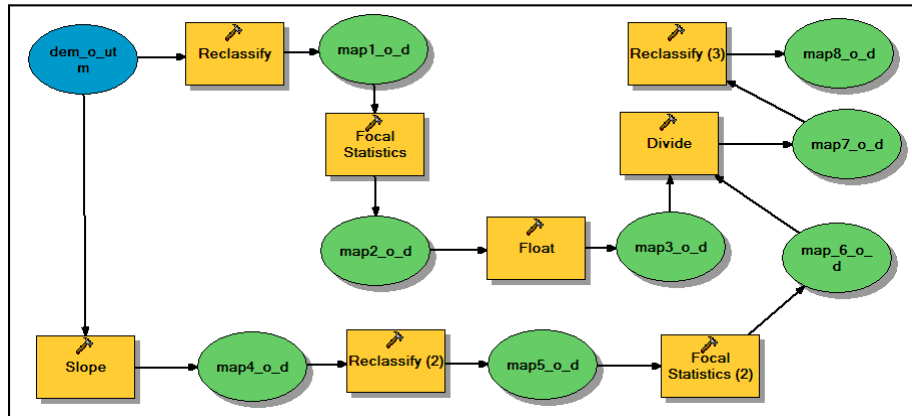 dem_o_ut
m
Reclassify
map1_o_d
Reclassify (3)
map8_o_d
Focal
Statistics
Divide
map7_o_d
map2_o_d
Float
map3_o_d
map_6_o_
d
Slope
map4_o_d
Reclassify (2)
map5_o_d
Focal
Statistics (2)